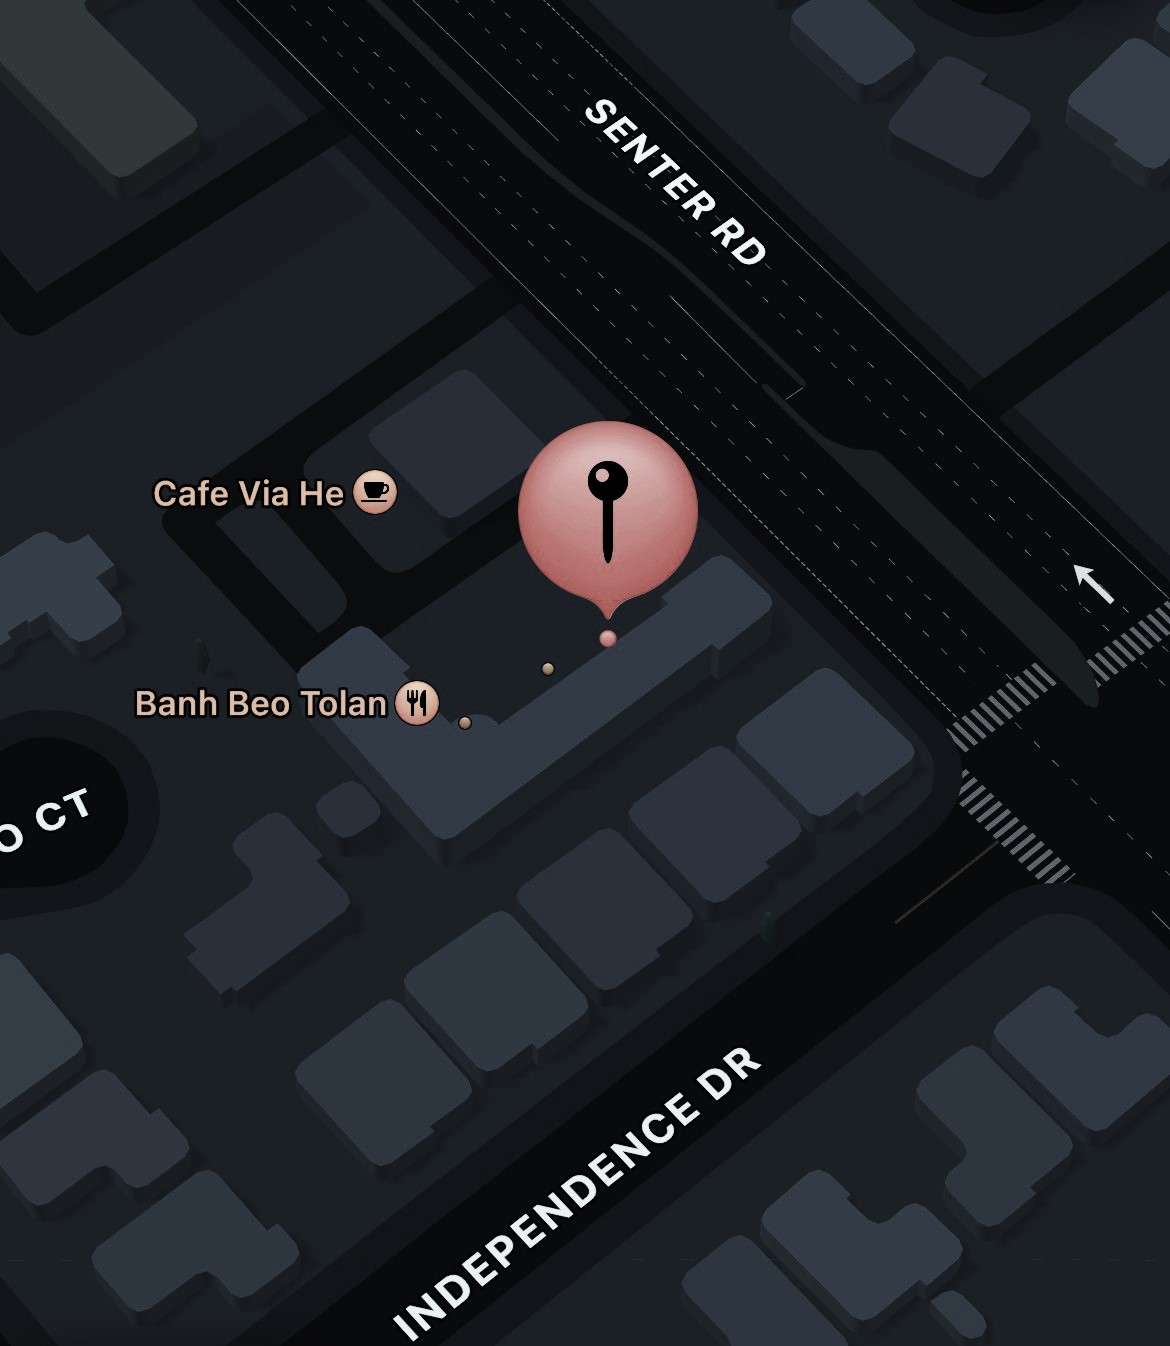 SENTER RD
Cafe Via He
Banh Beo Tolan
O CT
INDEPENDENCE DR